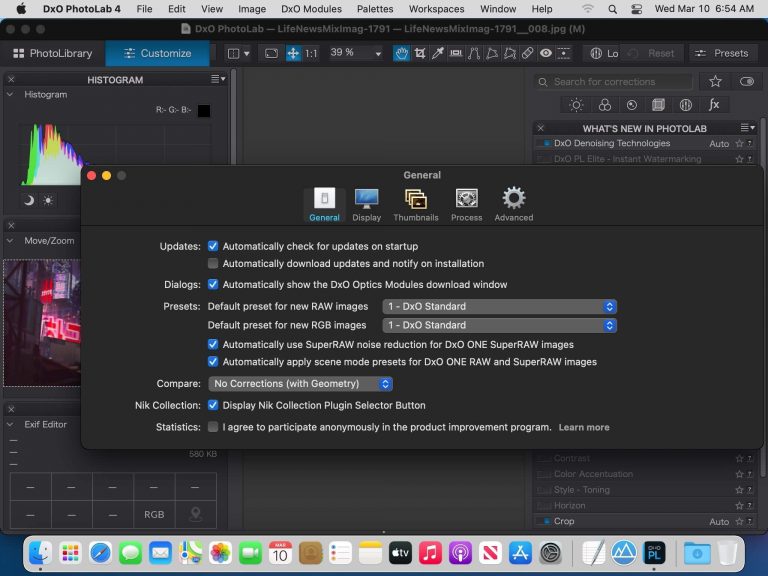 DxO PhotoLab 4 File Edit View Image DxO Modules Palettes Workspaces Window Help Wed Mar 10 6:54 AM
DxO PhotoLab — LifeNewsMixImag-1791 — LifeNewsMixImag-1791__008.jpg (M)
PhotoLibrary Customize 1:1 39 % Lo Reset Presets
HISTOGRAM
Histogram
R:- G:- B:-
Search for corrections
fx
WHAT'S NEW IN PHOTOLAB
DxO Denoising Technologies Auto ?
DxO PL Elite - Instant Watermarking ?
Move/Zoom
General
General Display Thumbnails Process Advanced
Updates: Automatically check for updates on startup
Automatically download updates and notify on installation
Dialogs: Automatically show the DxO Optics Modules download window
Presets: Default preset for new RAW images 1 - DxO Standard
Default preset for new RGB images 1 - DxO Standard
Automatically use SuperRAW noise reduction for DxO ONE SuperRAW images
Automatically apply scene mode presets for DxO ONE RAW and SuperRAW images
Compare: No Corrections (with Geometry)
Nik Collection: Display Nik Collection Plugin Selector Button
Statistics: I agree to participate anonymously in the product improvement program. Learn more
Exif Editor
580 KB
RGB
Contrast ?
Color Accentuation ?
Style - Toning ?
Horizon ?
Crop Auto ?
MAR
10
tv
DXO
PL